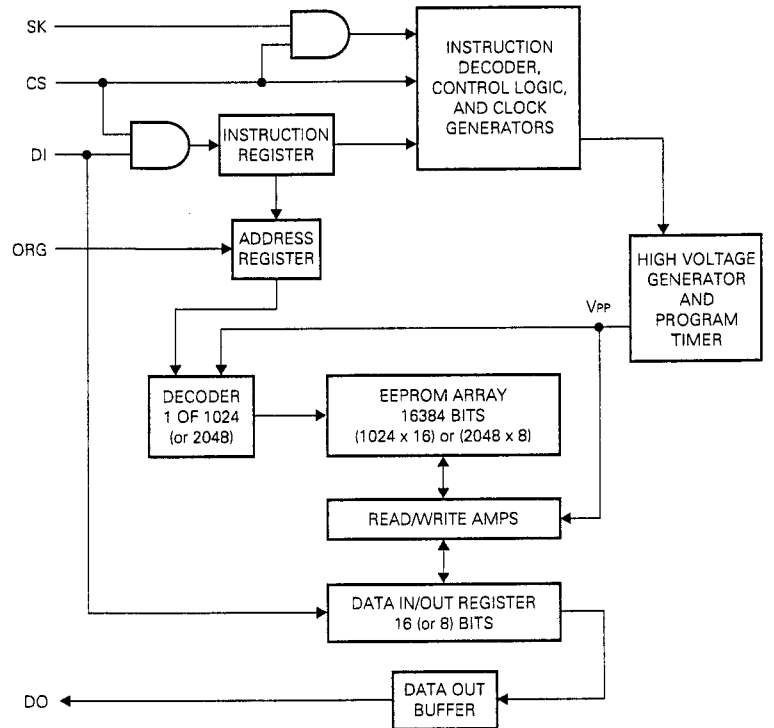 SK
CS
DI
ORG
INSTRUCTION
DECODER,
CONTROL LOGIC,
AND CLOCK
GENERATORS
INSTRUCTION
REGISTER
ADDRESS
REGISTER
HIGH VOLTAGE
GENERATOR
AND
PROGRAM
TIMER
VPP
DECODER
1 OF 1024
(or 2048)
EEPROM ARRAY
16384 BITS
(1024 x 16) or (2048 x 8)
READ/WRITE AMPS
DATA IN/OUT REGISTER
16 (or 8) BITS
DO
DATA OUT
BUFFER